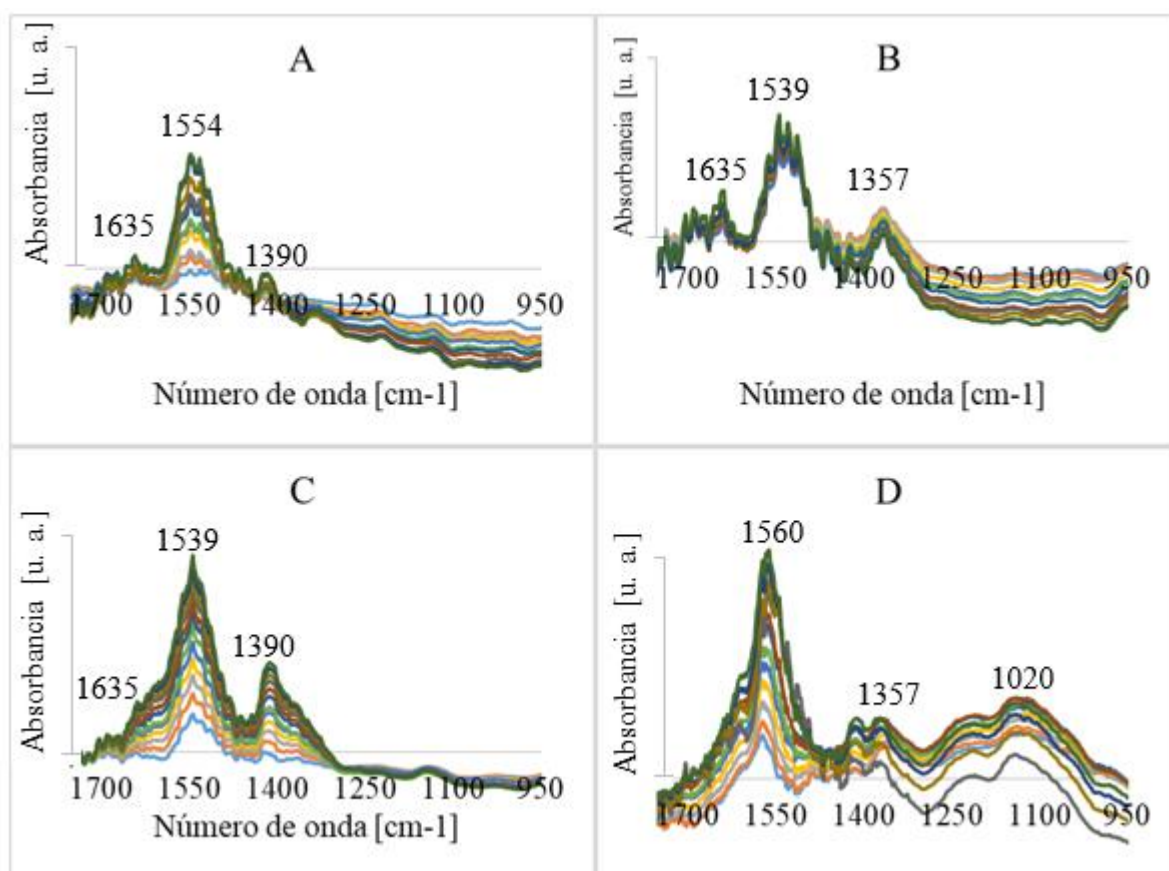 A
Absorbancia [u. a.]
1554
1635
1390
1700 1550 1400 1250 1100 950
Número de onda [cm-1]
B
Absorbancia [u. a.]
1539
1635
1357
1700 1550 1400 1250 1100 950
Número de onda [cm-1]
C
Absorbancia [u. a.]
1539
1390
1635
1700 1550 1400 1250 1100 950
Número de onda [cm-1]
D
Absorbancia [u. a.]
1560
1357
1020
1700 1550 1400 1250 1100 950